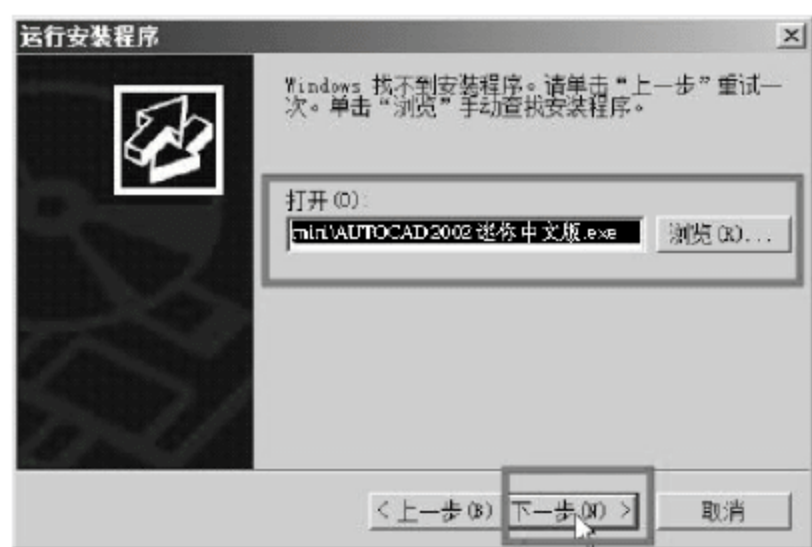 运行安装程序
Windows 找不到安装程序。请单击“上一步”重试一
次。单击“浏览”手动查找安装程序。
打开(O):
mini\AUTOCAD2002迷你中文版.exe
浏览(R)...
<上一步(B)
下一步(N) >
取消